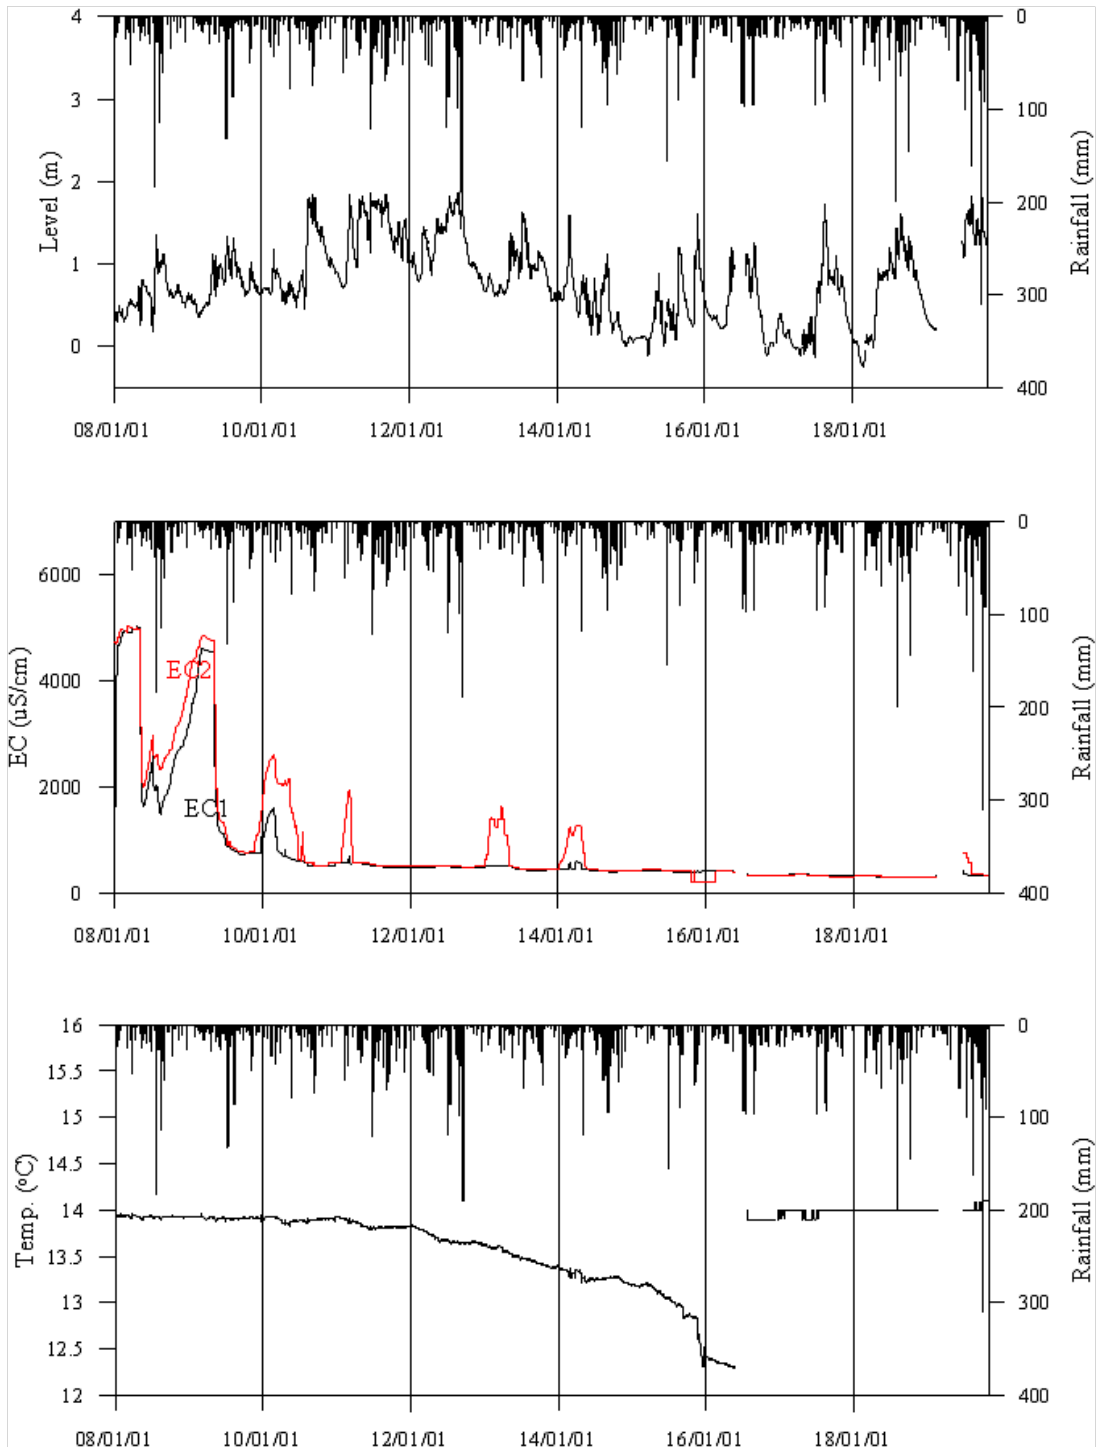 4 0
3 100
2 200
1 300
0 400
Level (m)
Rainfall (mm)
08/01/01 10/01/01 12/01/01 14/01/01 16/01/01 18/01/01
0
6000 100
4000 200
2000 300
0 400
EC (uS/cm)
EC2
EC1
Rainfall (mm)
08/01/01 10/01/01 12/01/01 14/01/01 16/01/01 18/01/01
16 0
15.5
15 100
14.5
14 200
13.5
13 300
12.5
12 400
Temp. (°C)
Rainfall (mm)
08/01/01 10/01/01 12/01/01 14/01/01 16/01/01 18/01/01